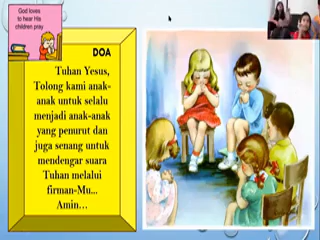 God loves
to hear His
children pray
DOA
Tuhan Yesus,
Tolong kami anak-
anak untuk selalu
menjadi anak-anak
yang penurut dan
juga senang untuk
mendengar suara
Tuhan melalui
firman-Mu...
Amin...